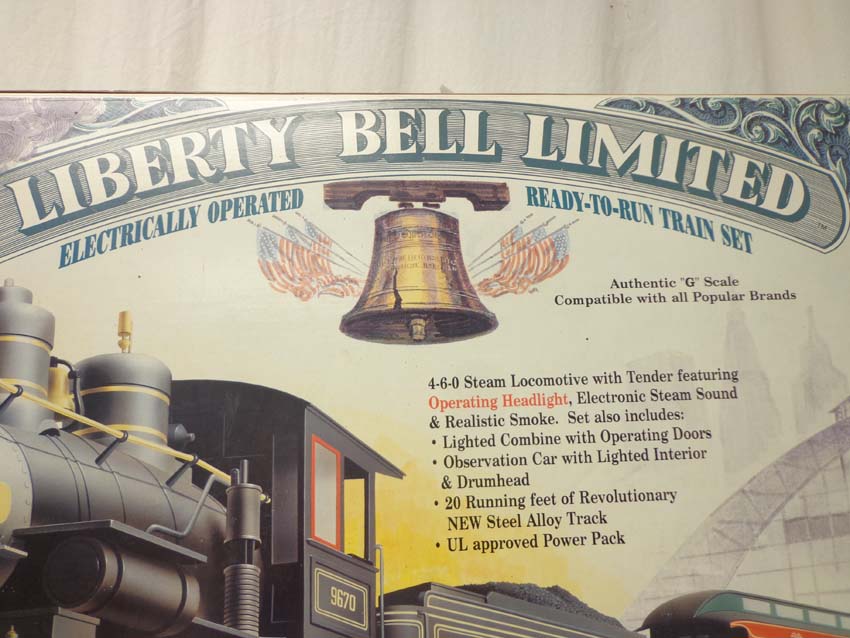 LIBERTY BELL LIMITED
TM
ELECTRICALLY OPERATED
READY-TO-RUN TRAIN SET
Authentic "G" Scale
Compatible with all Popular Brands
4-6-0 Steam Locomotive with Tender featuring
Operating Headlight, Electronic Steam Sound
& Realistic Smoke. Set also includes:
• Lighted Combine with Operating Doors
• Observation Car with Lighted Interior
& Drumhead
• 20 Running feet of Revolutionary
NEW Steel Alloy Track
• UL approved Power Pack
9670